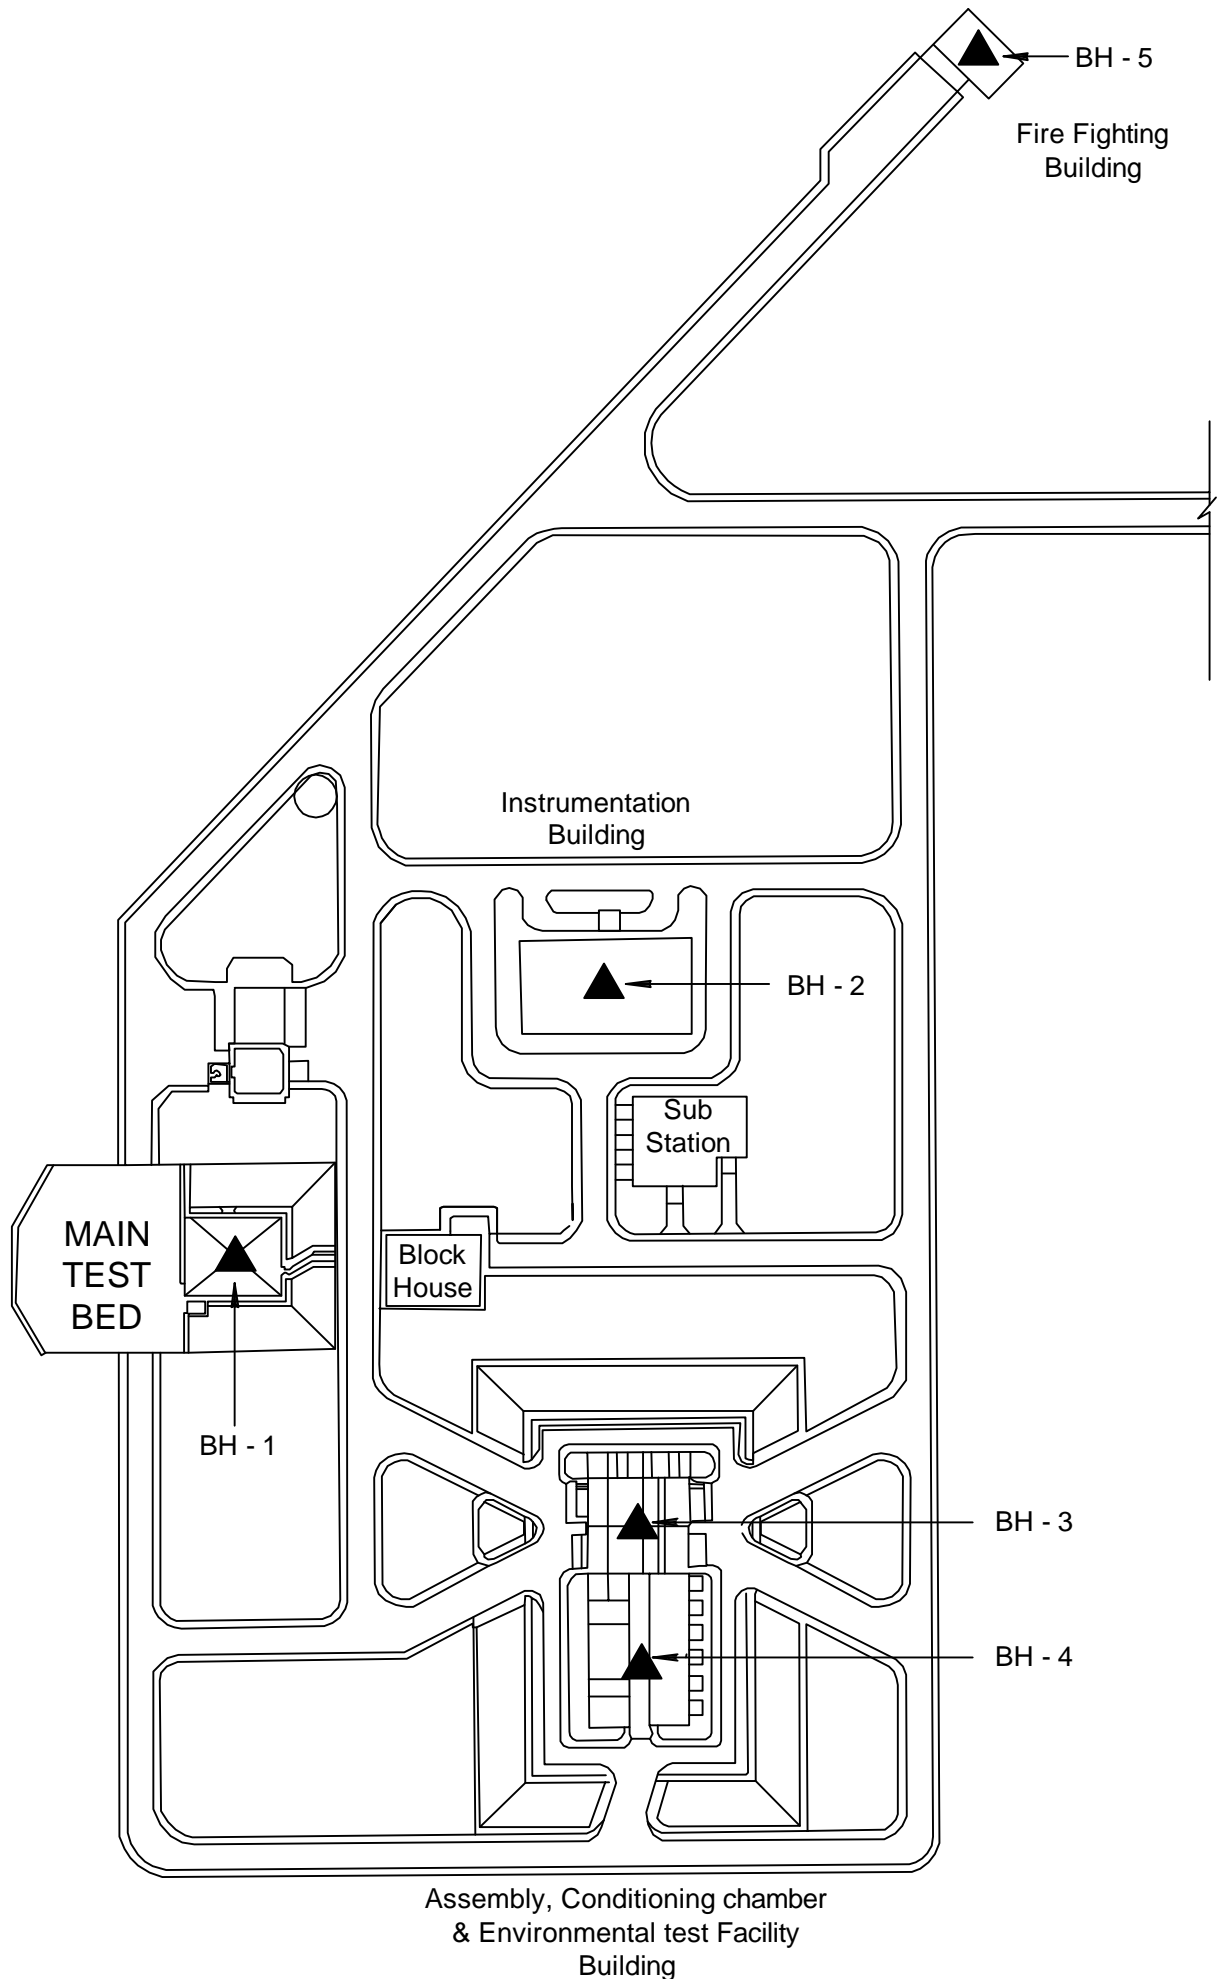 BH - 5
Fire Fighting
Building
Instrumentation
Building
BH - 2
Sub
Station
MAIN
TEST
BED
Block
House
BH - 1
BH - 3
BH - 4
Assembly, Conditioning chamber
& Environmental test Facility
Building